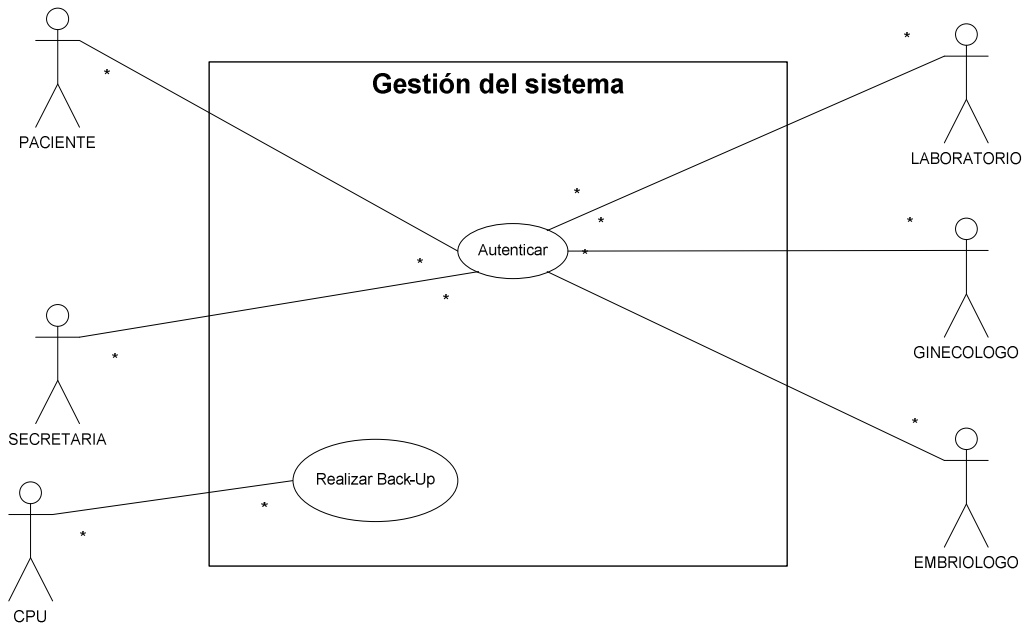 Gestión del sistema
PACIENTE
*
*
*
LABORATORIO
*
*
Autenticar
*
*
GINECOLOGO
*
SECRETARIA
*
*
EMBRIOLOGO
Realizar Back-Up
*
*
CPU